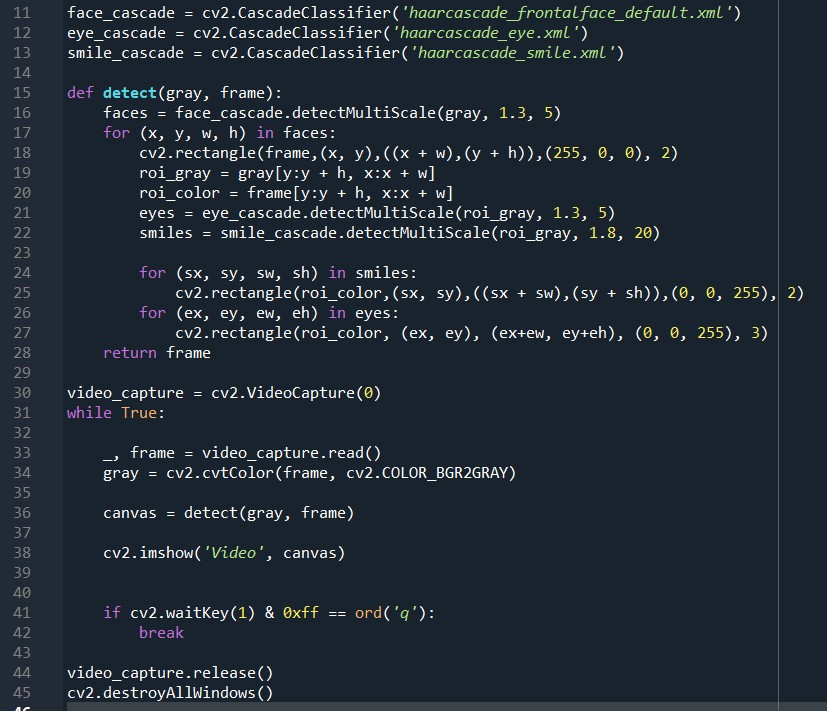 11 face_cascade = cv2.CascadeClassifier('haarcascade_frontalface_default.xml')
12 eye_cascade = cv2.CascadeClassifier('haarcascade_eye.xml')
13 smile_cascade = cv2.CascadeClassifier('haarcascade_smile.xml')
14
15 def detect(gray, frame):
16     faces = face_cascade.detectMultiScale(gray, 1.3, 5)
17     for (x, y, w, h) in faces:
18         cv2.rectangle(frame,(x, y),((x + w),(y + h)),(255, 0, 0), 2)
19         roi_gray = gray[y:y + h, x:x + w]
20         roi_color = frame[y:y + h, x:x + w]
21         eyes = eye_cascade.detectMultiScale(roi_gray, 1.3, 5)
22         smiles = smile_cascade.detectMultiScale(roi_gray, 1.8, 20)
23
24         for (sx, sy, sw, sh) in smiles:
25             cv2.rectangle(roi_color,(sx, sy),((sx + sw),(sy + sh)),(0, 0, 255), 2)
26         for (ex, ey, ew, eh) in eyes:
27             cv2.rectangle(roi_color, (ex, ey), (ex+ew, ey+eh), (0, 0, 255), 3)
28     return frame
29
30 video_capture = cv2.VideoCapture(0)
31 while True:
32
33     _, frame = video_capture.read()
34     gray = cv2.cvtColor(frame, cv2.COLOR_BGR2GRAY)
35
36     canvas = detect(gray, frame)
37
38     cv2.imshow('Video', canvas)
39
40
41     if cv2.waitKey(1) & 0xff == ord('q'):
42         break
43
44 video_capture.release()
45 cv2.destroyAllWindows()
46